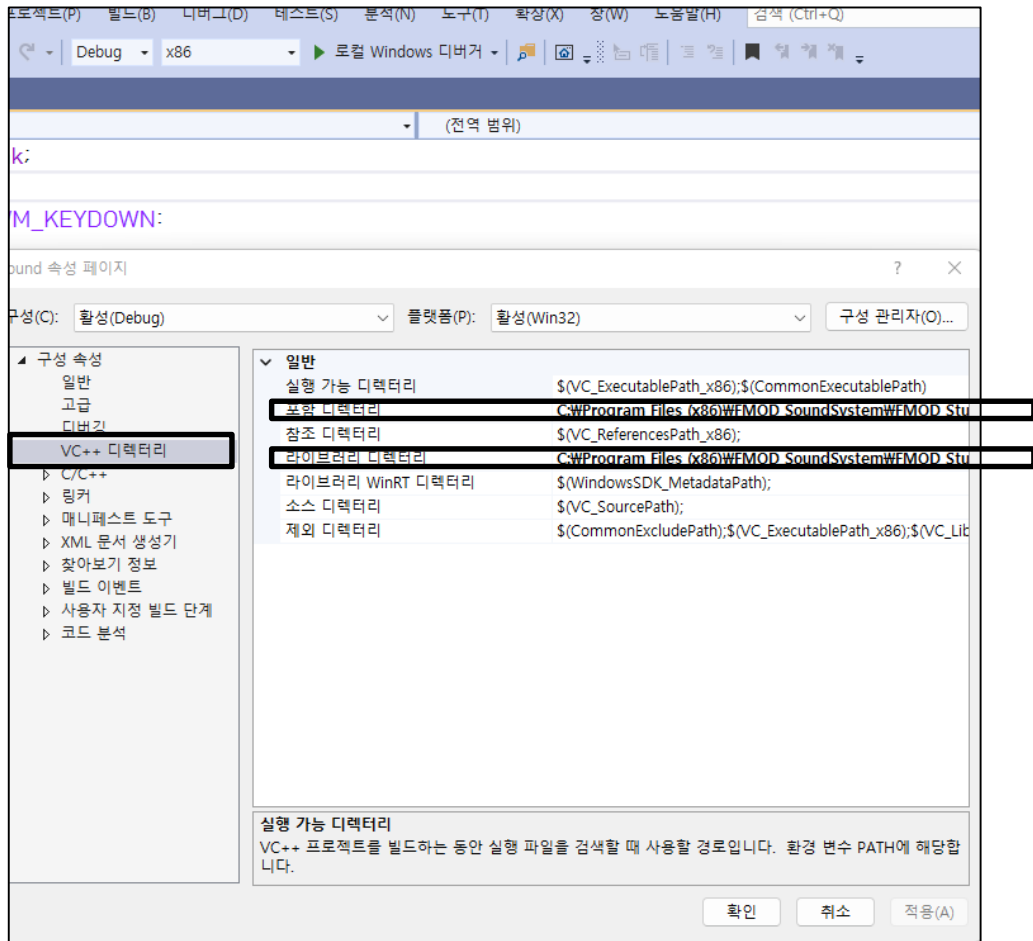 프로젝트(P) 빌드(B) 디버그(D) 테스트(S) 분석(N) 도구(T) 확장(X) 창(W) 도움말(H) 검색 (Ctrl+Q)
Debug x86 로컬 Windows 디버거
(전역 범위)
k;
M_KEYDOWN:
ound 속성 페이지 ?
구성(C): 활성(Debug) 플랫폼(P): 활성(Win32) 구성 관리자(O)...
구성 속성
일반
고급
디버깅
VC++ 디렉터리
C/C++
링커
매니페스트 도구
XML 문서 생성기
찾아보기 정보
빌드 이벤트
사용자 지정 빌드 단계
코드 분석
일반
실행 가능 디렉터리 $(VC_ExecutablePath_x86);$(CommonExecutablePath)
포함 디렉터리 C:₩Program Files (x86)₩FMOD SoundSystem₩FMOD Stu
참조 디렉터리 $(VC_ReferencesPath_x86);
라이브러리 디렉터리 C:₩Program Files (x86)₩FMOD SoundSystem₩FMOD Stu
라이브러리 WinRT 디렉터리 $(WindowsSDK_MetadataPath);
소스 디렉터리 $(VC_SourcePath);
제외 디렉터리 $(CommonExcludePath);$(VC_ExecutablePath_x86);$(VC_Lib
실행 가능 디렉터리
VC++ 프로젝트를 빌드하는 동안 실행 파일을 검색할 때 사용할 경로입니다. 환경 변수 PATH에 해당합
니다.
확인 취소 적용(A)